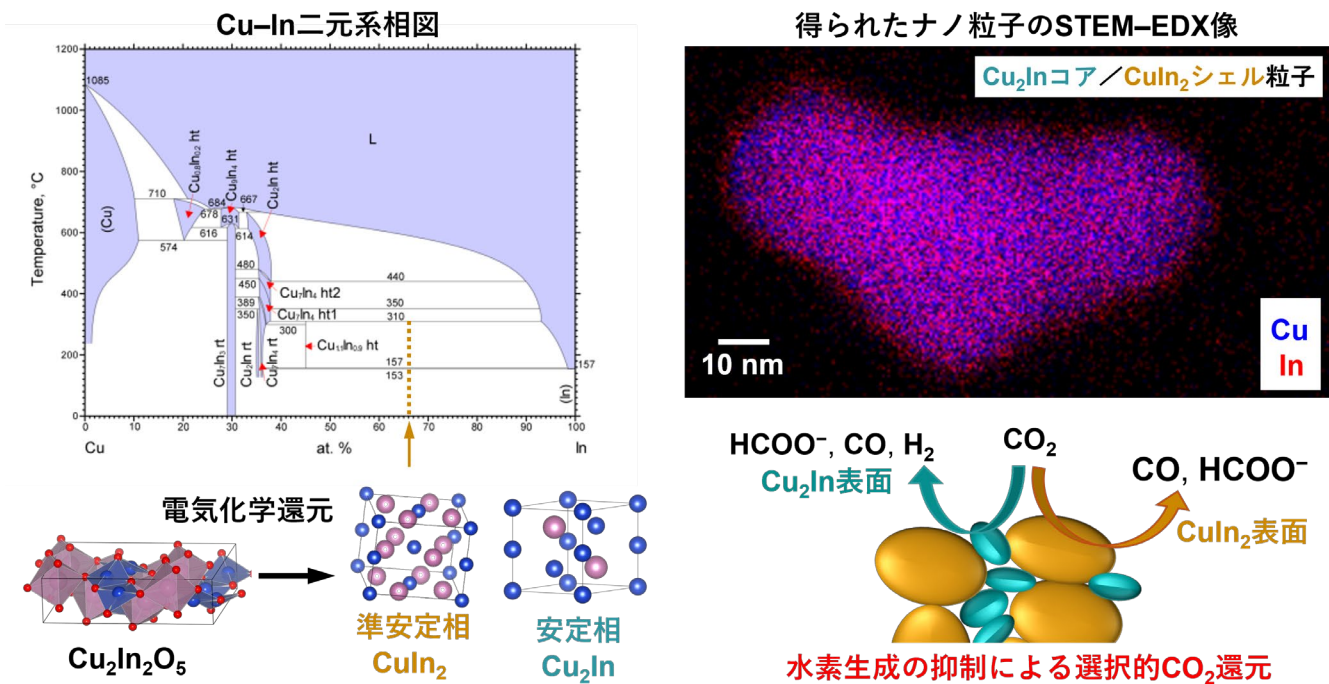 Cu–In二元系相図
1200
1000
800
600
400
200
0
Temperature, °C
1085
L
(Cu)
Cu0.8In0.2 ht
Cu9In4 ht
Cu2In ht
710
684
667
678
631
616
614
574
480
440
450
Cu7In4 ht2
389
350
350
Cu7In4 ht1
310
300
Cu11In9 ht
157
157
153
Cu7In3 rt
Cu2In rt
Cu7In4 rt
(In)
0 10 20 30 40 50 60 70 80 90 100
Cu
at. %
In
電気化学還元
Cu2In2O5
準安定相
CuIn2
安定相
Cu2In
得られたナノ粒子のSTEM–EDX像
Cu2Inコア/CuIn2シェル粒子
10 nm
Cu
In
HCOO−, CO, H2
Cu2In表面
CO2
CO, HCOO−
CuIn2表面
水素生成の抑制による選択的CO2還元